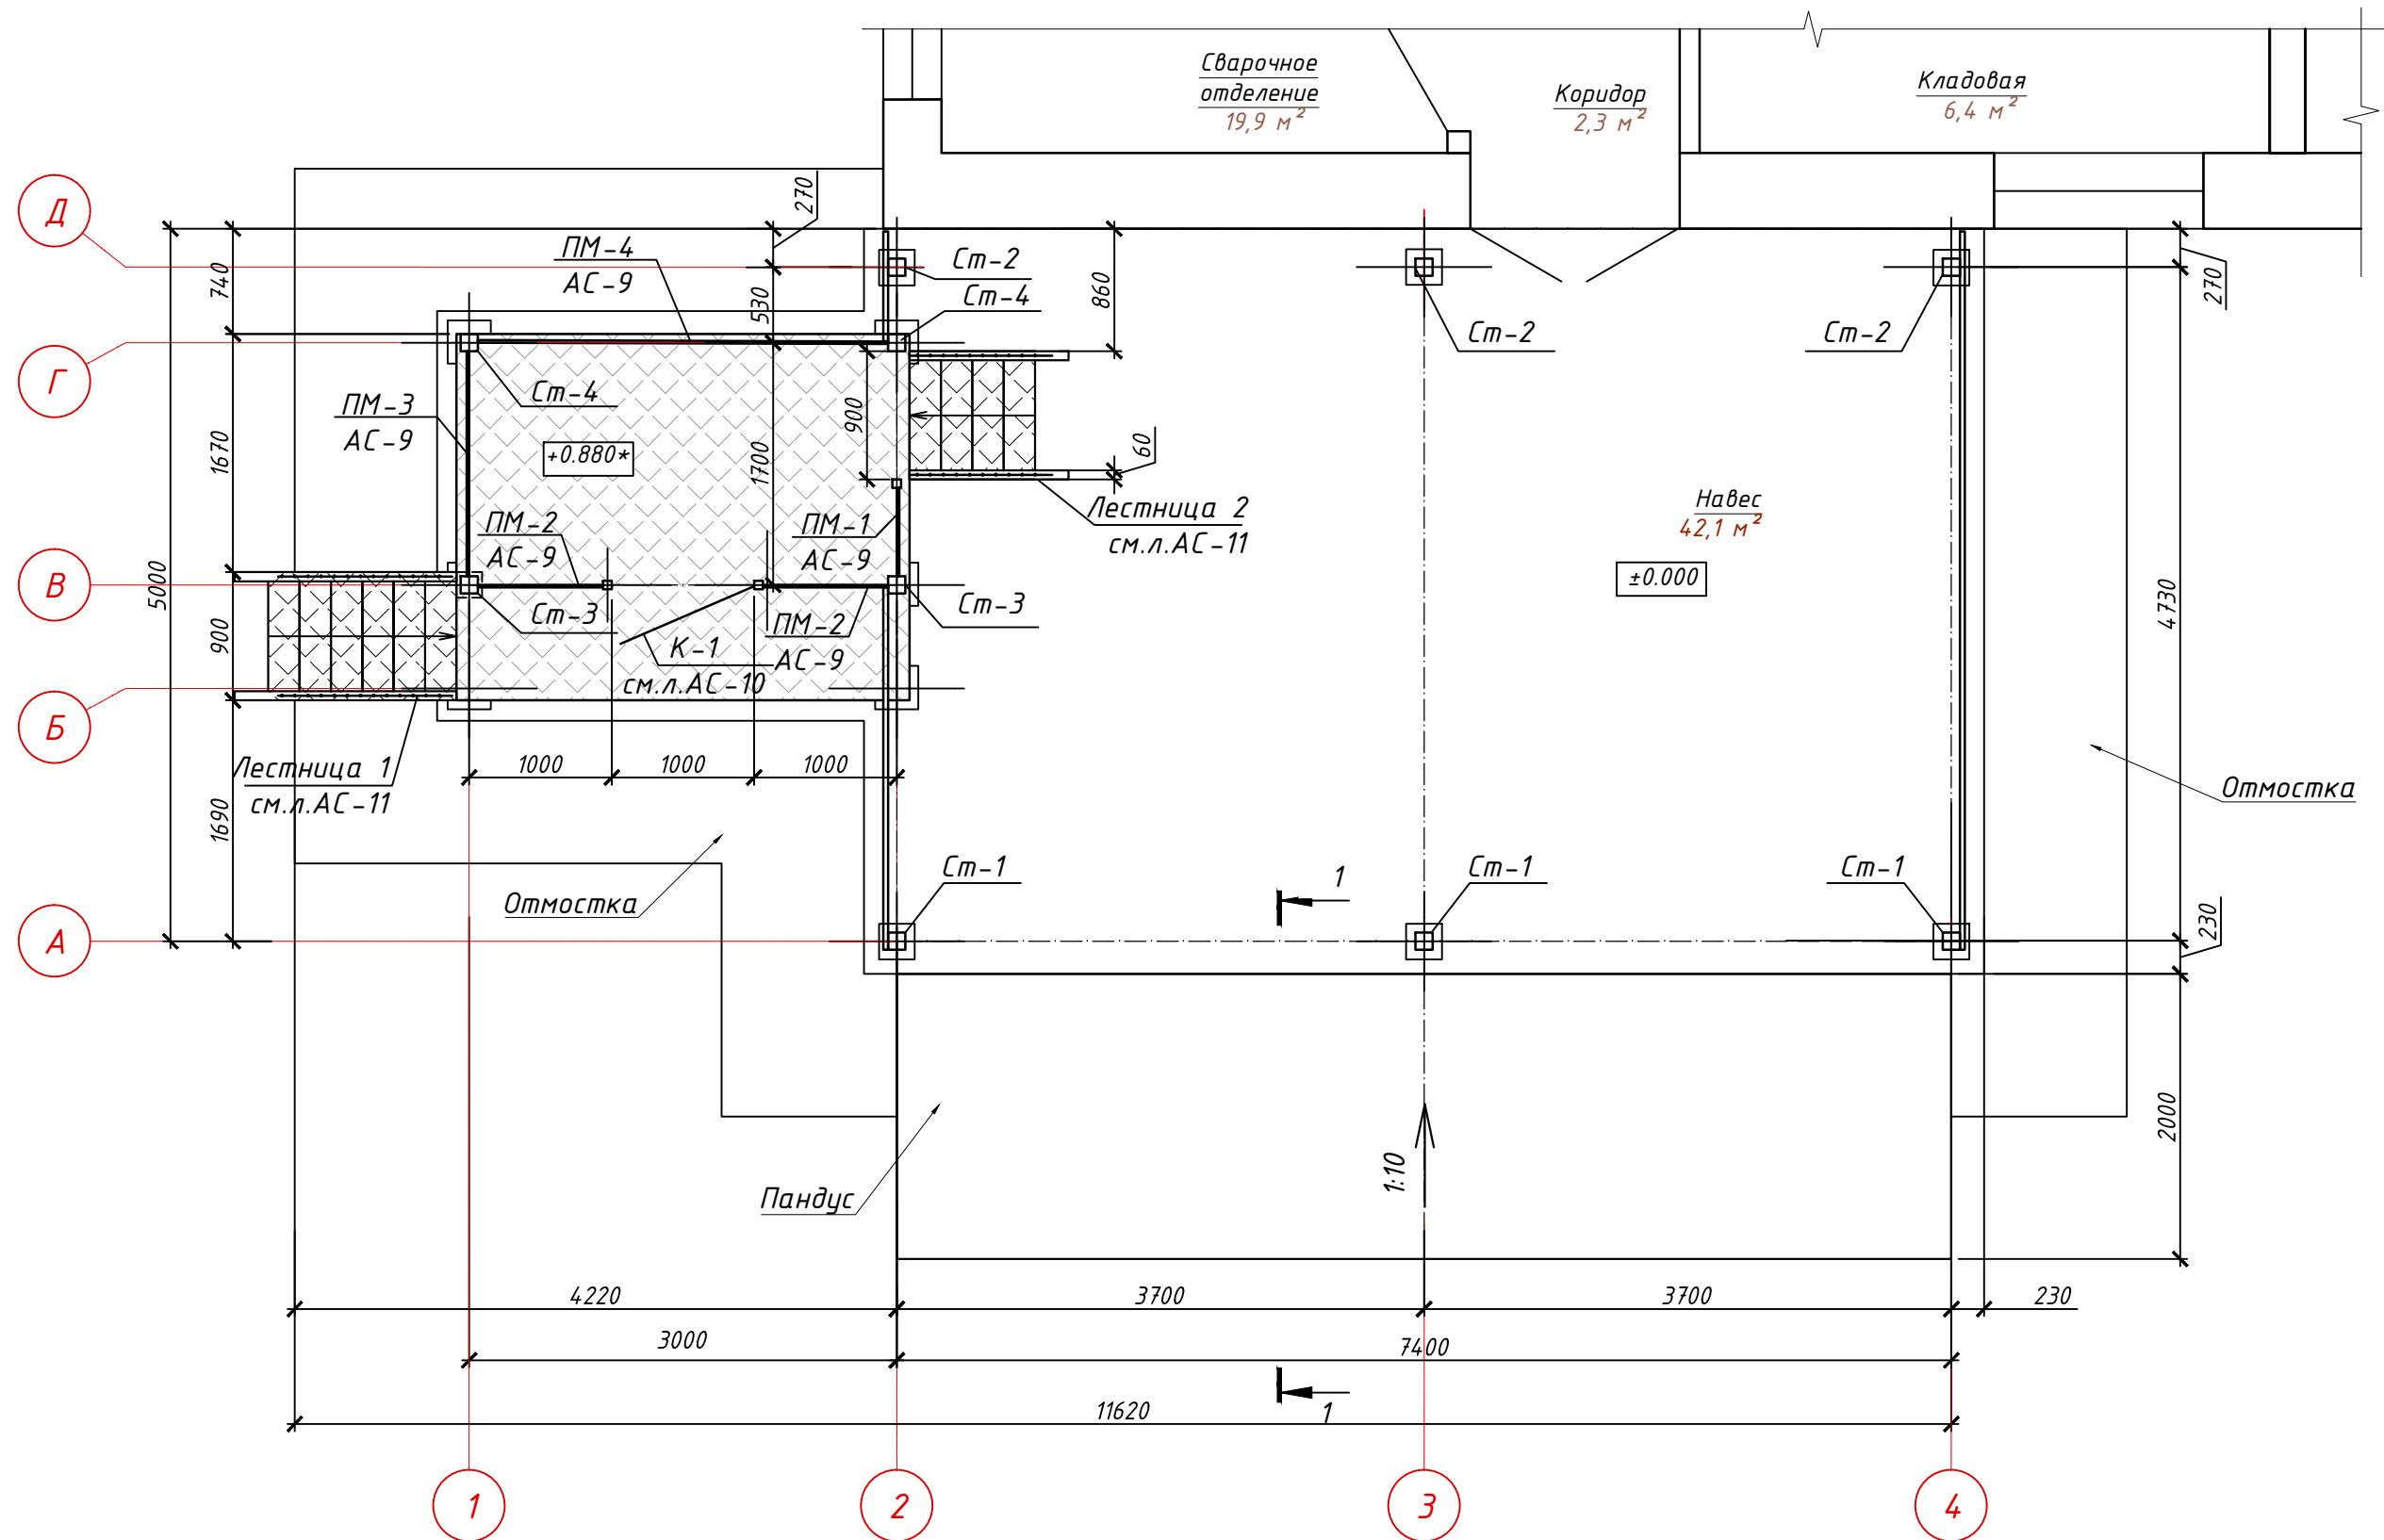 Сварочное
отделение
19,9 м²
Коридор
2,3 м²
Кладовая
6,4 м²
Д
Г
В
Б
А
270
740
530
860
270
ПМ-4
АС-9
Ст-2
Ст-4
Ст-2
Ст-2
ПМ-3
АС-9
Ст-4
+0.880*
1670
1700
900
60
Лестница 2
см.л.АС-11
Навес
42,1 м²
±0.000
ПМ-2
АС-9
ПМ-1
АС-9
5000
900
Ст-3
К-1
см.л.АС-10
ПМ-2
АС-9
Ст-3
4730
1000
1000
1000
Лестница 1
см.л.АС-11
1690
Отмостка
Отмостка
Ст-1
Ст-1
Ст-1
1
230
2000
Пандус
1:10
4220
3700
3700
230
3000
7400
11620
1
1
2
3
4